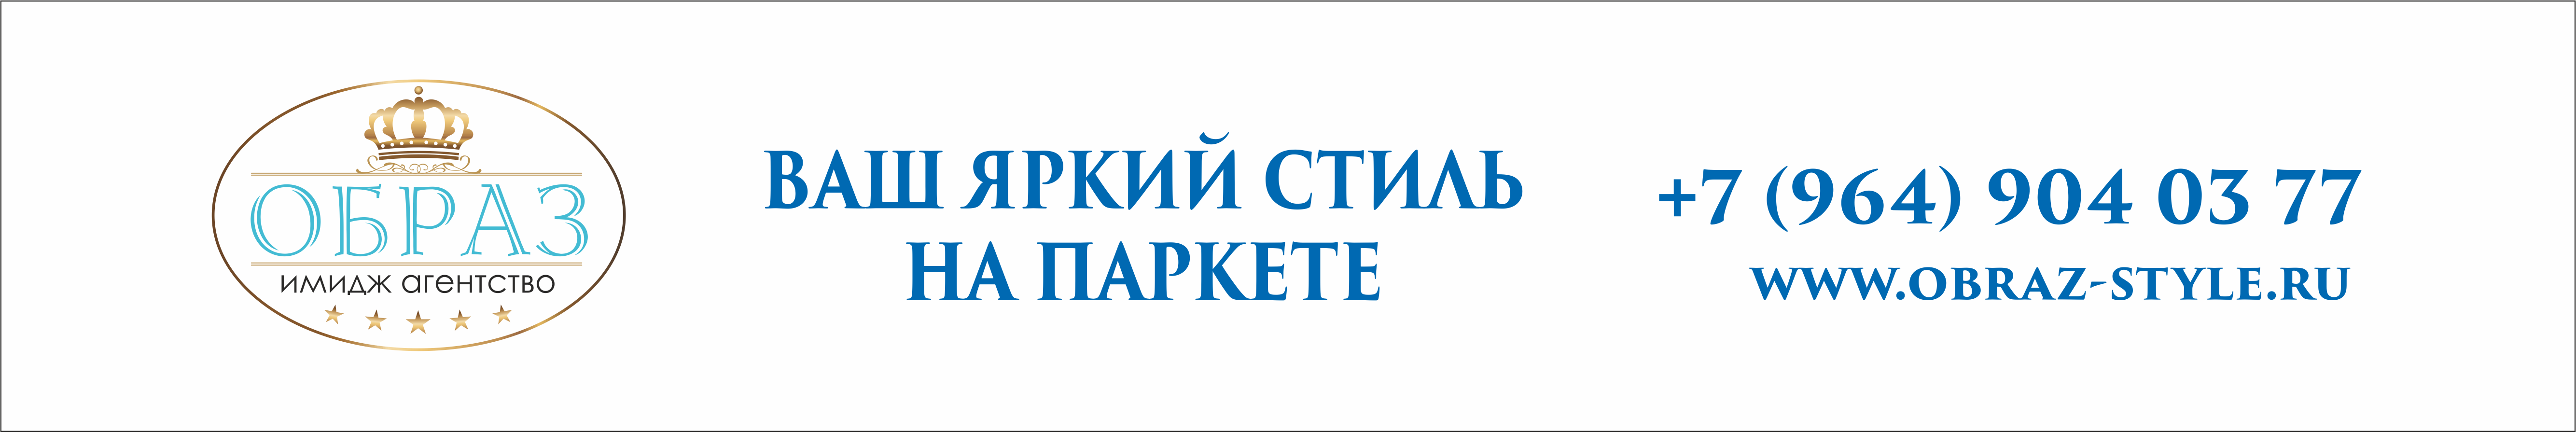 ОБРАЗ
имидж агентство
ВАШ ЯРКИЙ СТИЛЬ
НА ПАРКЕТЕ
+7 (964) 904 03 77
WWW.OBRAZ-STYLE.RU